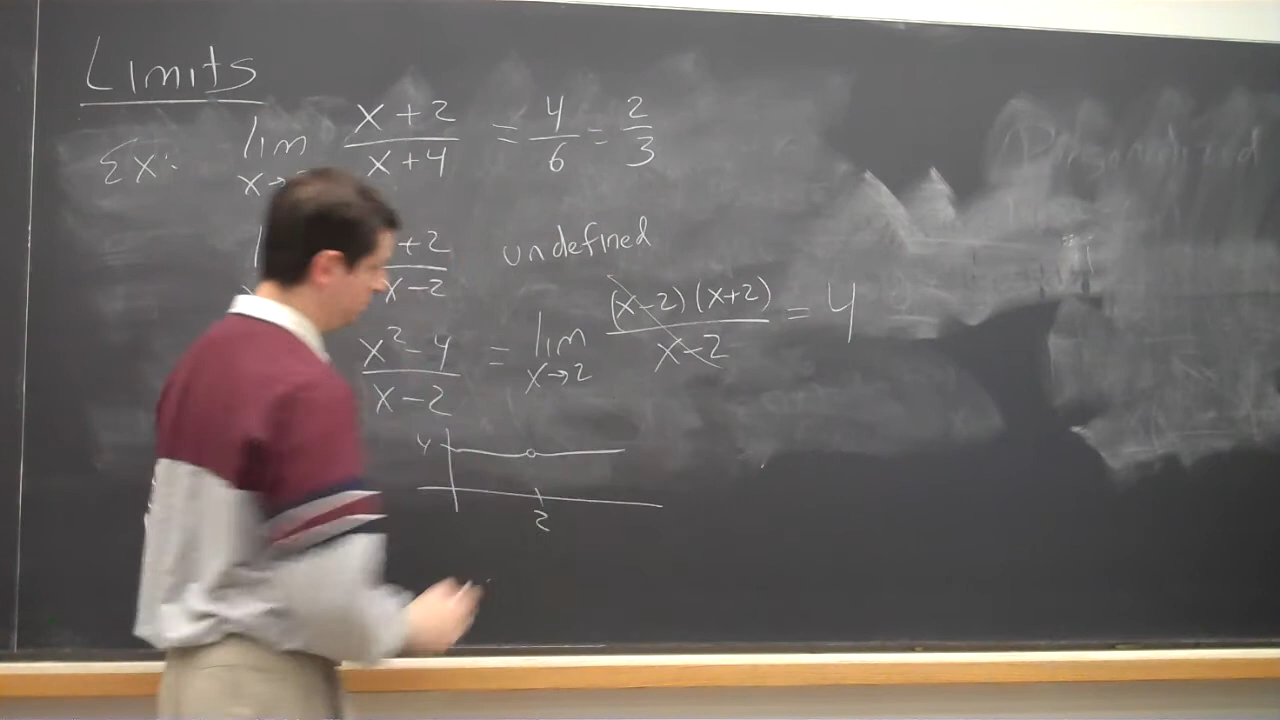 Limits
Ex: lim x→ x+2 / x+4 = 4/6 = 2/3
+2 / x-2 undefined
x²-4 / x-2 = lim x→2 (x-2)(x+2) / x-2 = 4
4
2